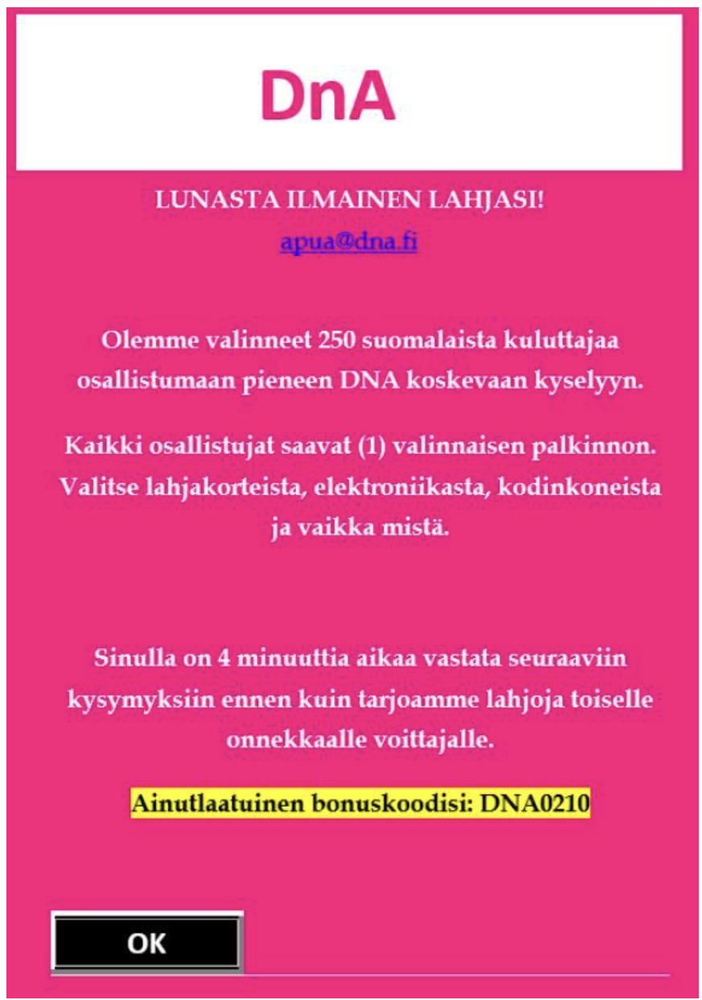 DnA
LUNASTA ILMAINEN LAHJASI!
apua@dna.fi
Olemme valinneet 250 suomalaista kuluttajaa
osallistumaan pieneen DNA koskevaan kyselyyn.
Kaikki osallistujat saavat (1) valinnaisen palkinnon.
Valitse lahjakorteista, elektroniikasta, kodinkoneista
ja vaikka mistä.
Sinulla on 4 minuuttia aikaa vastata seuraaviin
kysymyksiin ennen kuin tarjoamme lahjoja toiselle
onnekkaalle voittajalle.
Ainutlaatuinen bonuskoodisi: DNA0210
OK